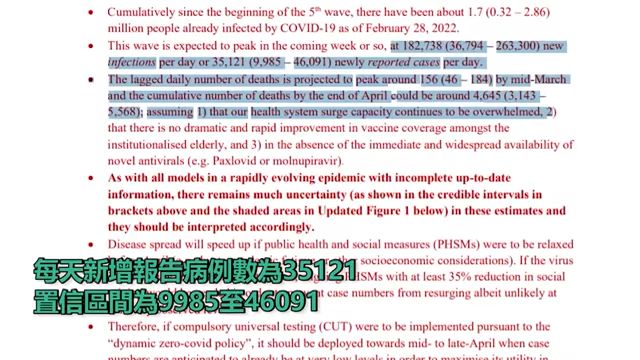 • Cumulatively since the beginning of the 5th wave, there have been about 1.7 (0.32 – 2.86)
million people already infected by COVID-19 as of February 28, 2022.
• This wave is expected to peak in the coming week or so, at 182,738 (36,794 – 263,300) new
infections per day or 35,121 (9,985 – 46,091) newly reported cases per day.
• The lagged daily number of deaths is projected to peak around 156 (46 – 184) by mid-March
and the cumulative number of deaths by the end of April could be around 4,645 (3,143 –
5,568); assuming 1) that our health system surge capacity continues to be overwhelmed, 2)
that there is no dramatic and rapid improvement in vaccine coverage amongst the
institutionalised elderly, and 3) in the absence of the immediate and widespread availability of
novel antivirals (e.g. Paxlovid or molnupiravir).
• As with all models in a rapidly evolving epidemic with incomplete up-to-date
information, there remains much uncertainty (as shown in the credible intervals in
brackets above and the shaded areas in Updated Figure 1 below) in these estimates and
they should be interpreted accordingly.
• Disease spread will speed up if public health and social measures (PHSMs) were to be relaxed
socioeconomic considerations). If the virus
每天新增報告病例數為35121
PHSMs with at least 35% reduction in social
置信區間為9985至46091
case numbers from resurging albeit unlikely at
• Therefore, if compulsory universal testing (CUT) were to be implemented pursuant to the
“dynamic zero-covid policy”, it should be deployed towards mid- to late-April when case
numbers are anticipated to already be at very low levels in order to maximise its utility in